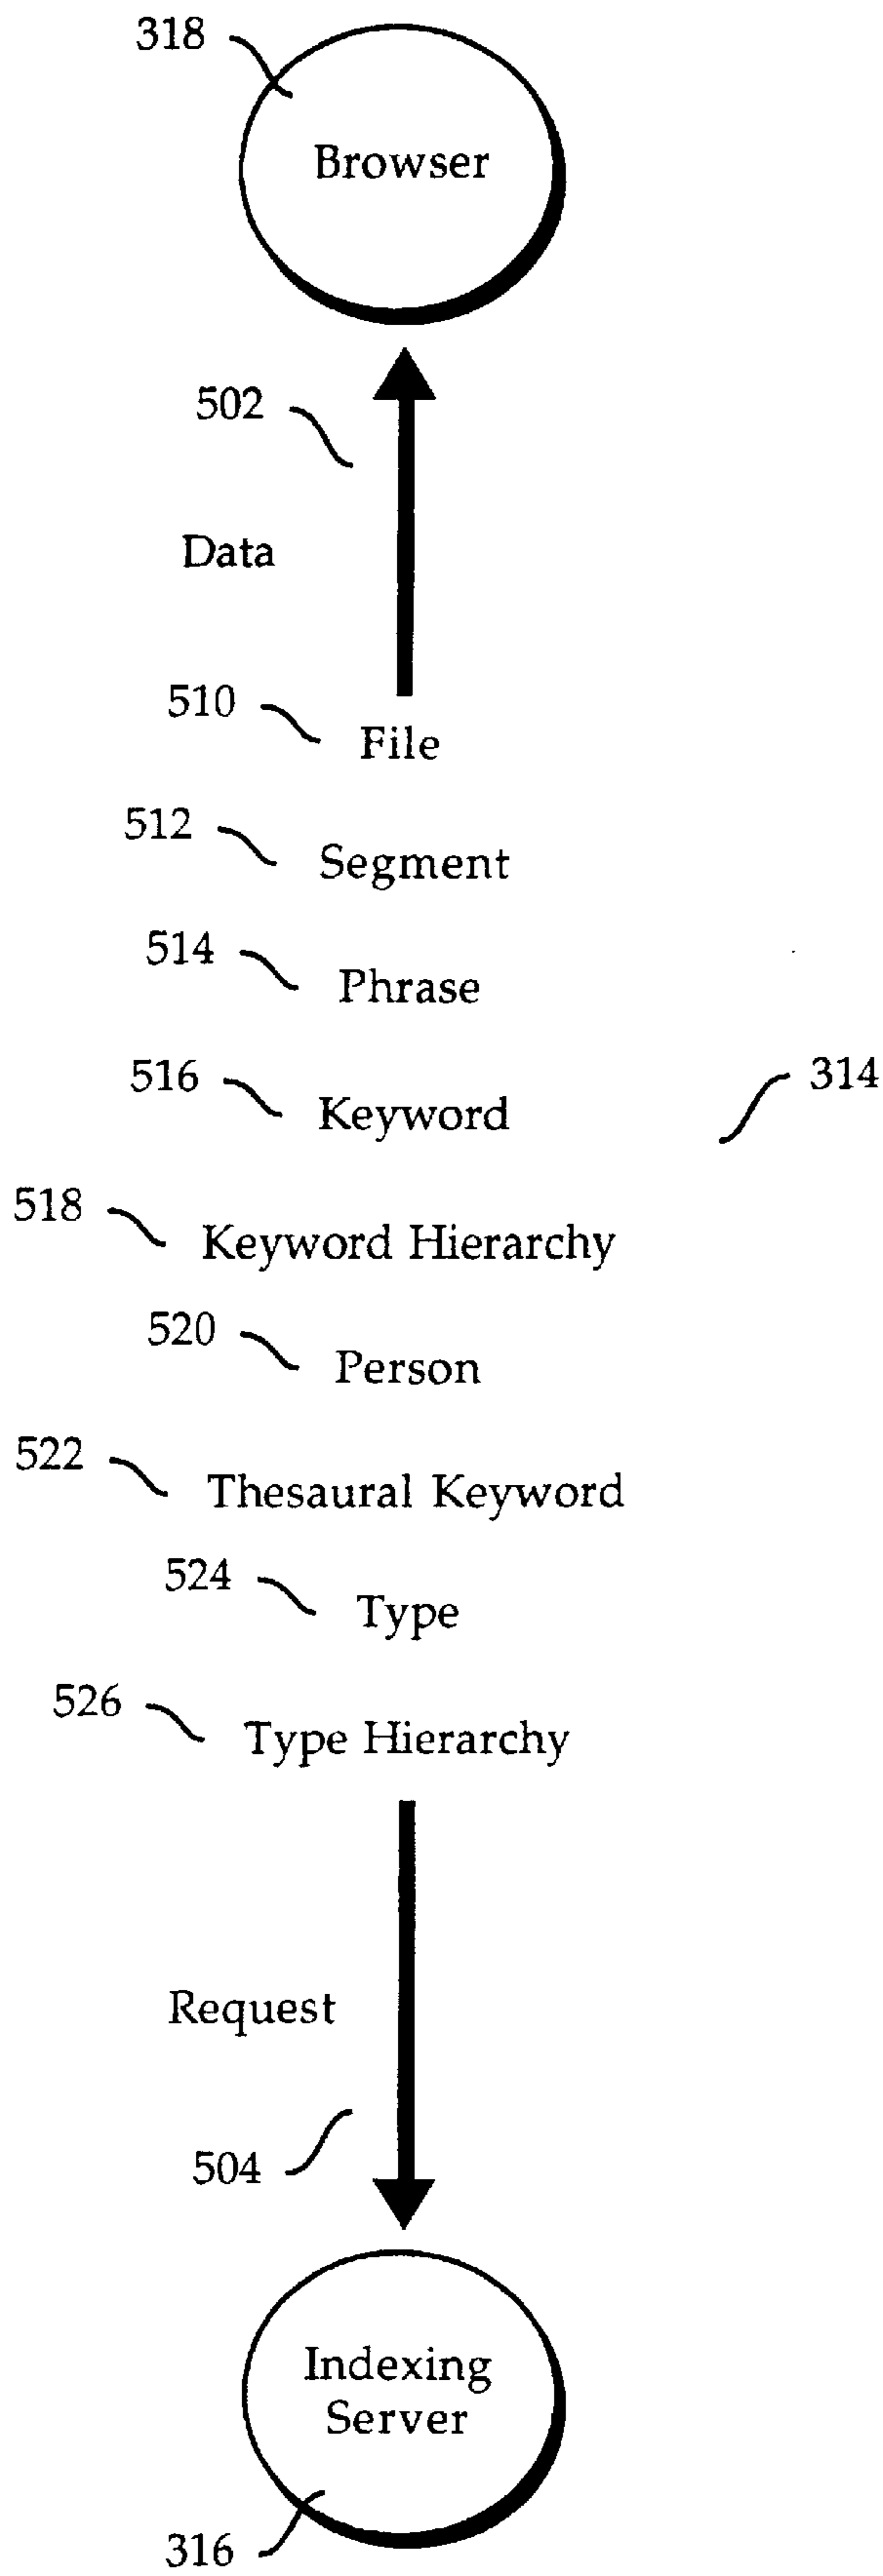 318
Browser
502
Data
510
File
512
Segment
514
Phrase
516
Keyword
314
518
Keyword Hierarchy
520
Person
522
Thesaural Keyword
524
Type
526
Type Hierarchy
Request
504
Indexing
Server
316